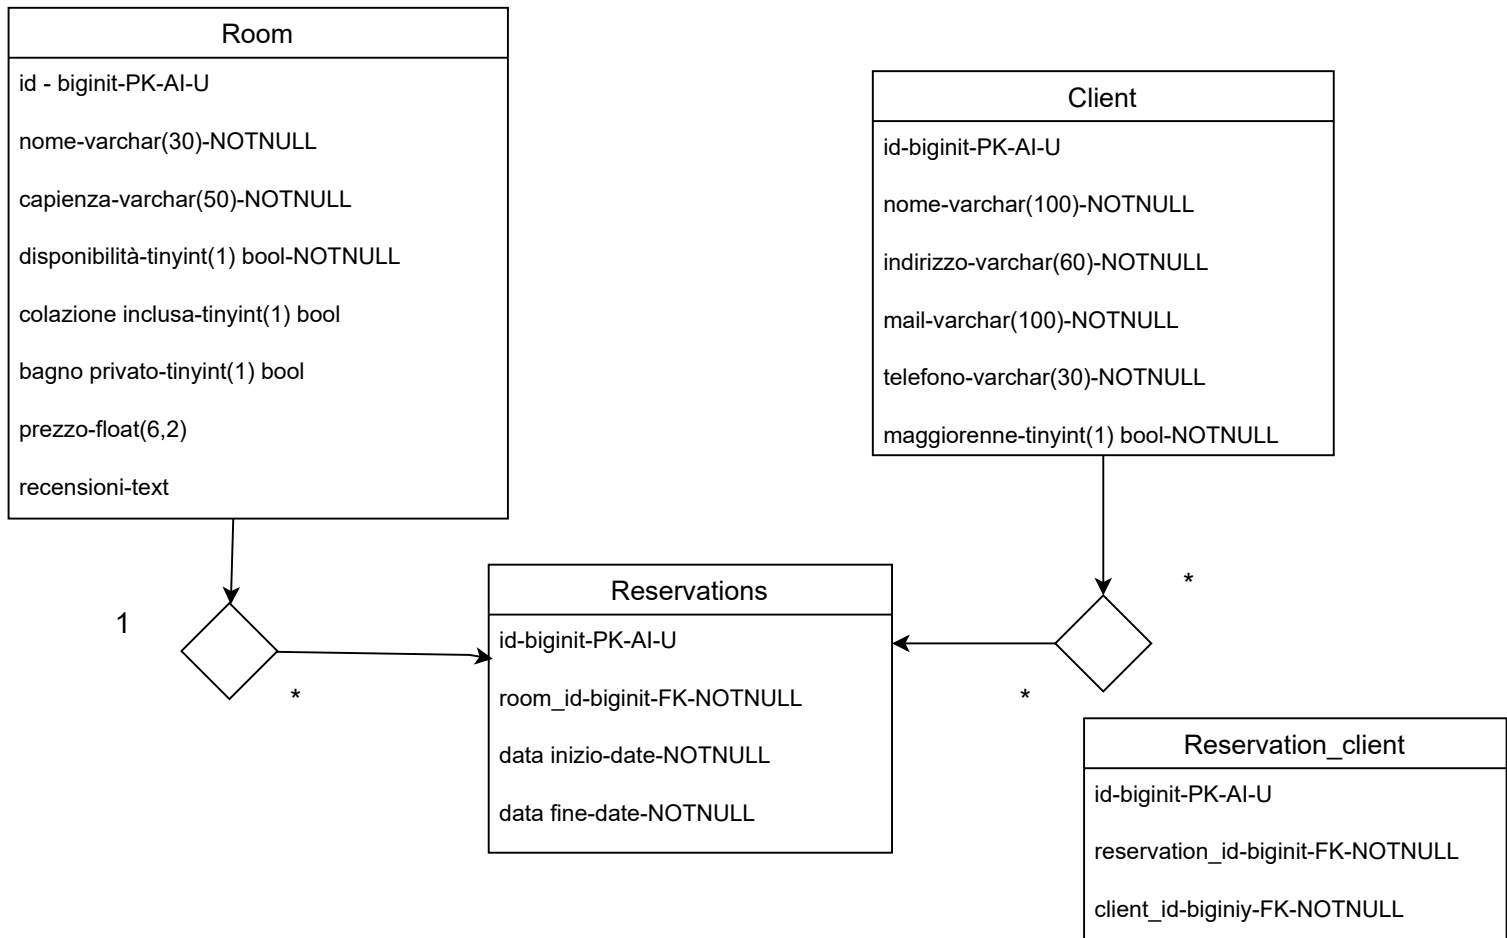 Room
id - biginit-PK-AI-U
nome-varchar(30)-NOTNULL
capienza-varchar(50)-NOTNULL
disponibilità-tinyint(1) bool-NOTNULL
colazione inclusa-tinyint(1) bool
bagno privato-tinyint(1) bool
prezzo-float(6,2)
recensioni-text
Client
id-biginit-PK-AI-U
nome-varchar(100)-NOTNULL
indirizzo-varchar(60)-NOTNULL
mail-varchar(100)-NOTNULL
telefono-varchar(30)-NOTNULL
maggiorenne-tinyint(1) bool-NOTNULL
1
*
Reservations
id-biginit-PK-AI-U
room_id-biginit-FK-NOTNULL
data inizio-date-NOTNULL
data fine-date-NOTNULL
*
*
Reservation_client
id-biginit-PK-AI-U
reservation_id-biginit-FK-NOTNULL
client_id-biginiy-FK-NOTNULL